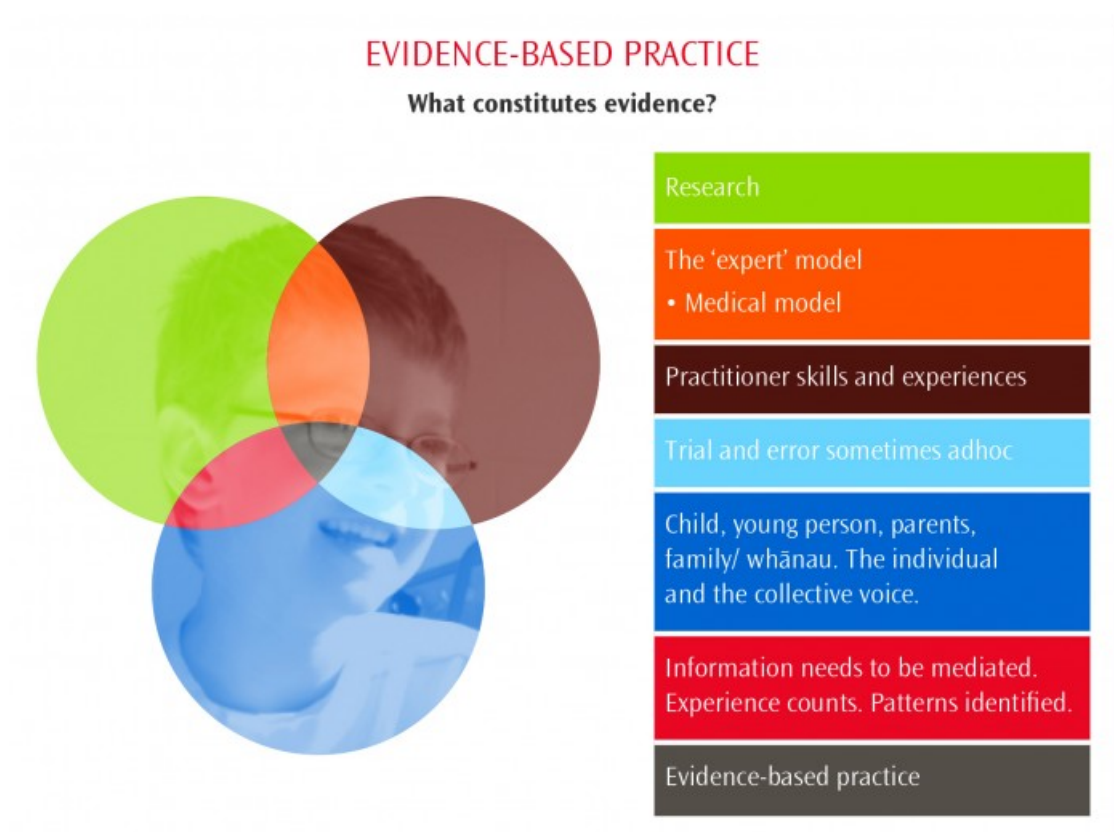 EVIDENCE-BASED PRACTICE
What constitutes evidence?
Research
The ‘expert’ model
• Medical model
Practitioner skills and experiences
Trial and error sometimes adhoc
Child, young person, parents,
family/ whānau. The individual
and the collective voice.
Information needs to be mediated.
Experience counts. Patterns identified.
Evidence-based practice